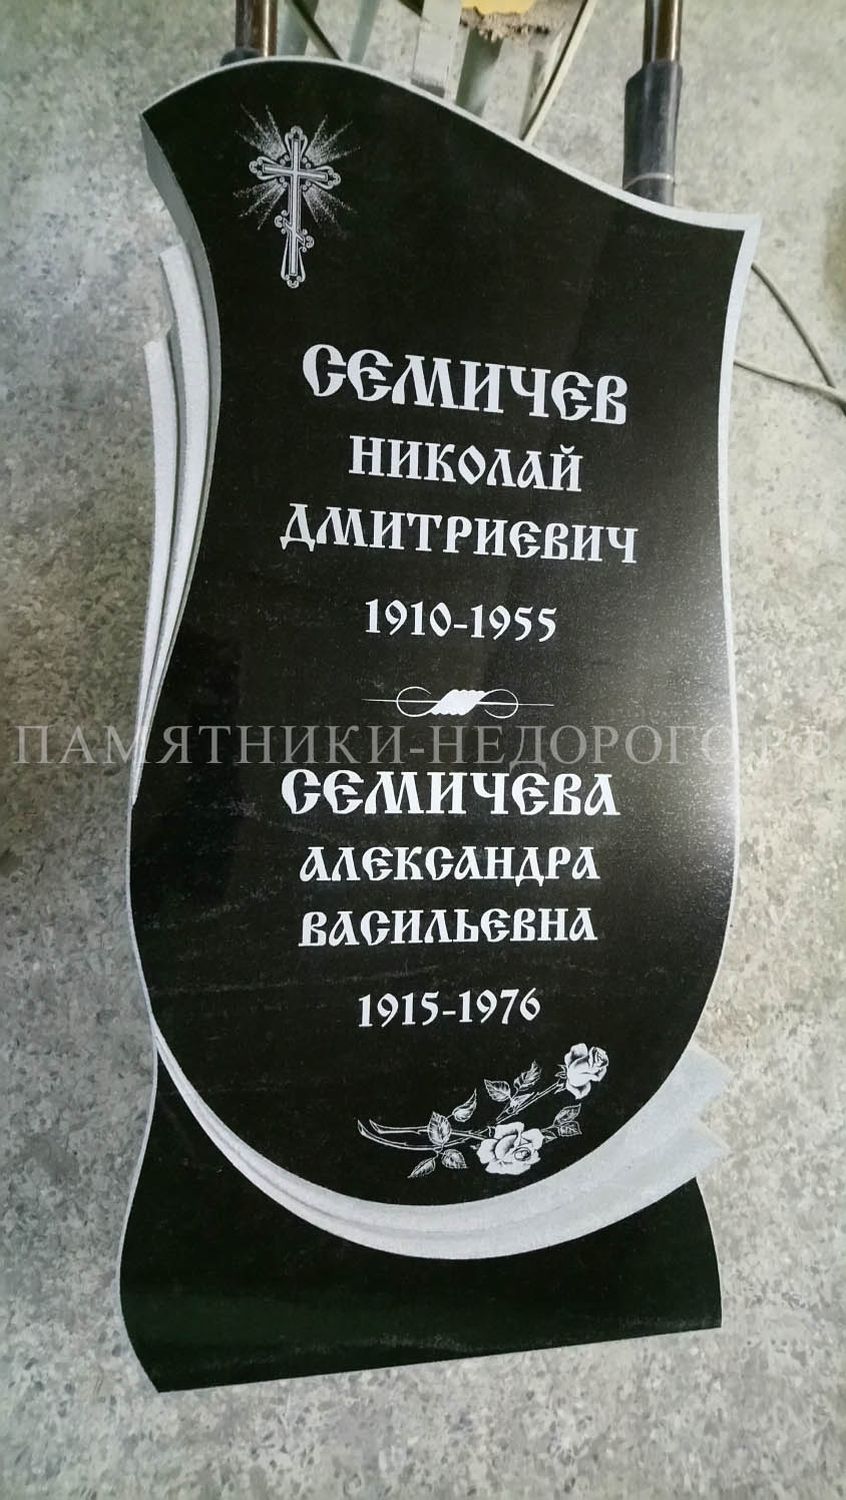 СЕМИЧЕВ
НИКОЛАЙ
ДМИТРИЕВИЧ
1910-1955
ПАМЯТНИКИ-НЕДОРОГО.РФ
СЕМИЧЕВА
АЛЕКСАНДРА
ВАСИЛЬЕВНА
1915-1976